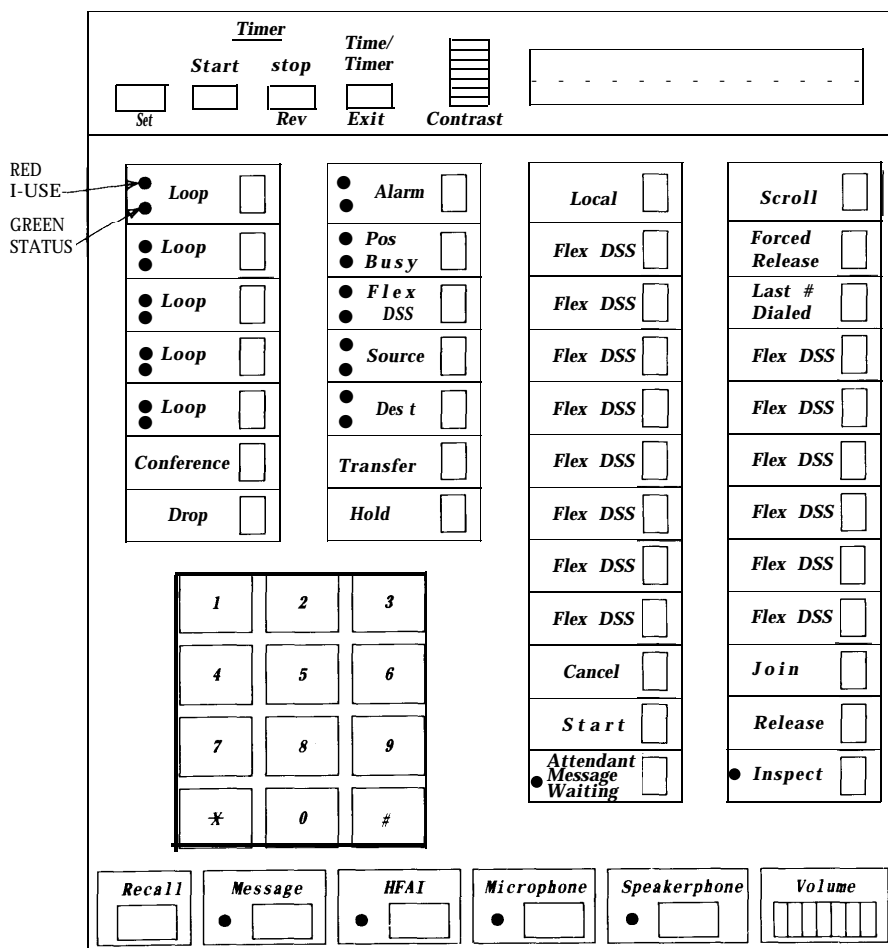 Timer
Start stop Time/
Timer
Set Rev Exit Contrast
- - - - - - - - - - - - - -
RED
I-USE
GREEN
STATUS
Loop
Loop
Loop
Loop
Loop
Conference
Drop
Alarm
Pos
Busy
Flex
DSS
Source
Des t
Transfer
Hold
Local
Flex DSS
Flex DSS
Flex DSS
Flex DSS
Flex DSS
Flex DSS
Flex DSS
Flex DSS
Cancel
Start
Attendant
Message
Waiting
Scroll
Forced
Release
Last #
Dialed
Flex DSS
Flex DSS
Flex DSS
Flex DSS
Flex DSS
Flex DSS
Join
Release
Inspect
1 2 3
4 5 6
7 8 9
* 0 #
Recall Message HFAI Microphone Speakerphone Volume